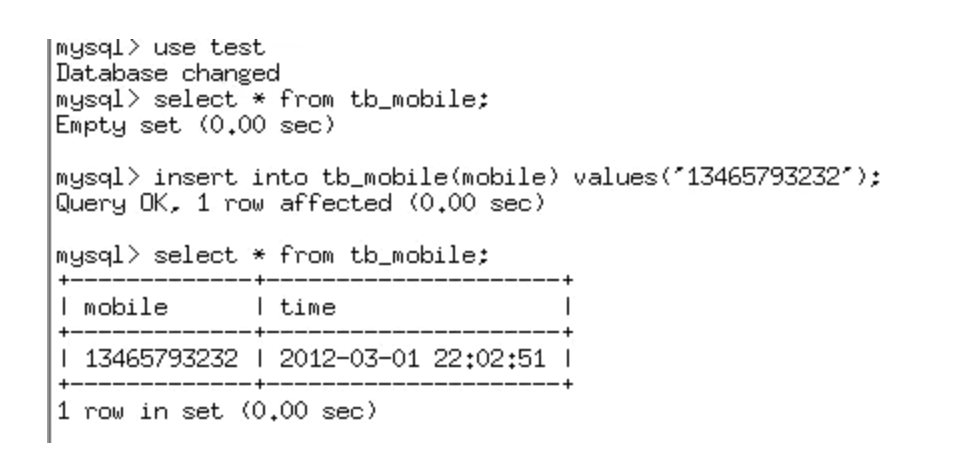 mysql> use test
Database changed
mysql> select * from tb_mobile;
Empty set (0.00 sec)
mysql> insert into tb_mobile(mobile) values('13465793232');
Query OK, 1 row affected (0.00 sec)
mysql> select * from tb_mobile;
+-------------+---------------------+
| mobile      | time                |
+-------------+---------------------+
| 13465793232 | 2012-03-01 22:02:51 |
+-------------+---------------------+
1 row in set (0.00 sec)